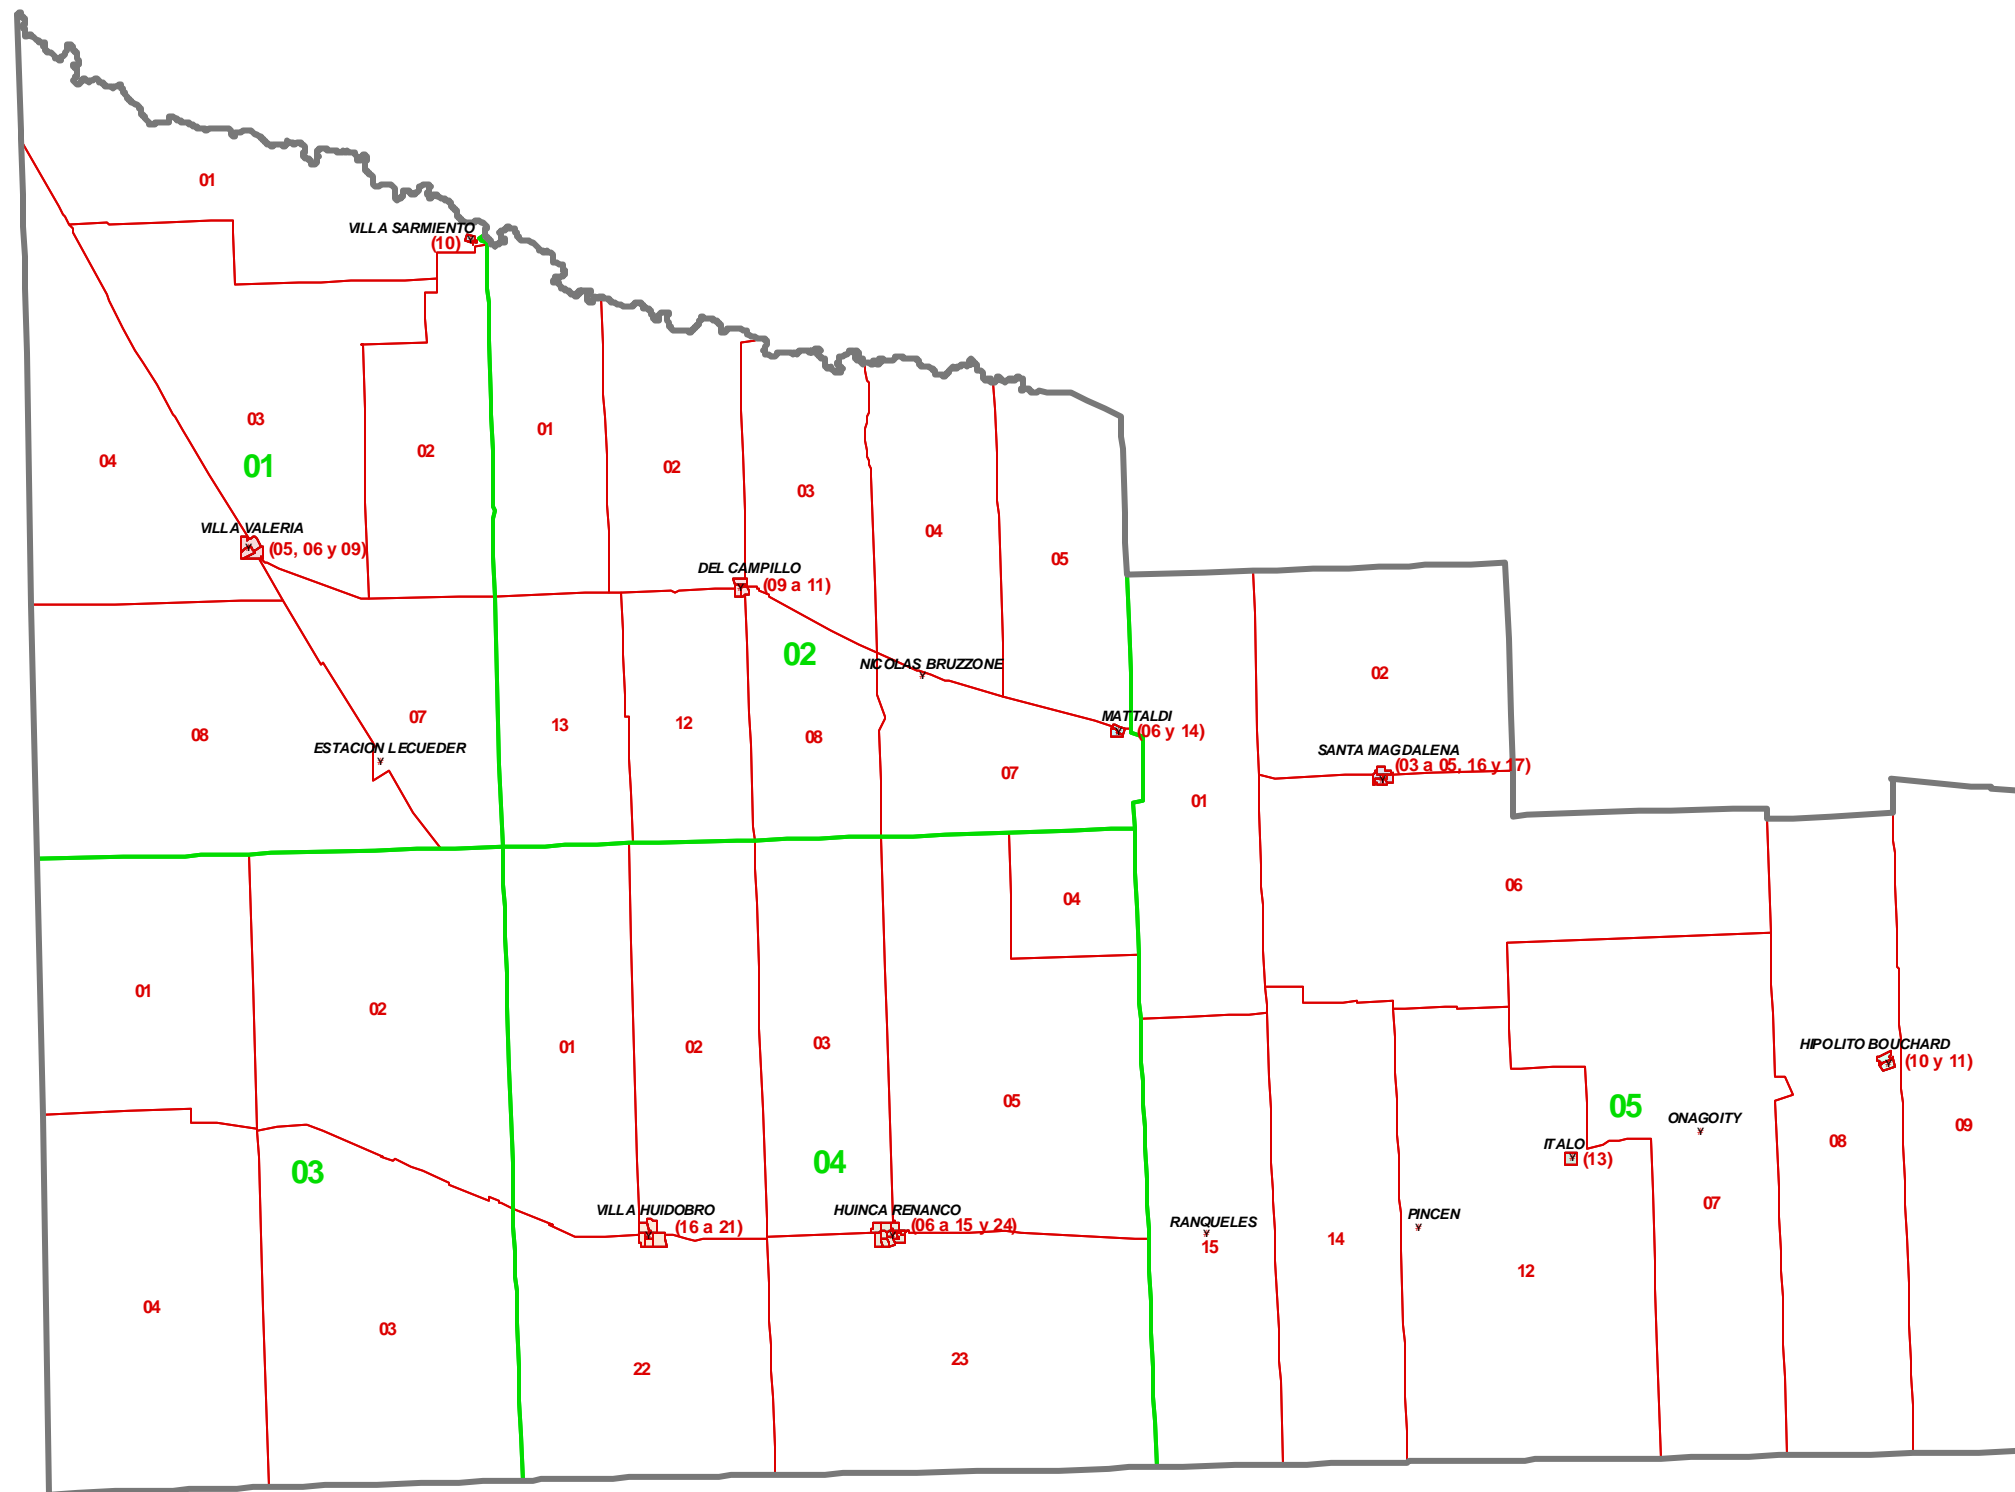 01
VILLA SARMIENTO
(10)
03
04
01
02
01
02
03
04
05
VILLA VALERIA
(05, 06 y 09)
DEL CAMPILLO
(09 a 11)
02
NICOLAS BRUZZONE
02
08
07
13
12
08
MATTALDI
(06 y 14)
ESTACION LECUEDER
SANTA MAGDALENA
(03 a 05, 16 y 17)
07
01
06
04
01
02
01
02
03
HIPOLITO BOUCHARD
(10 y 11)
05
05
ONAGOITY
09
08
ITALO
(13)
03
04
07
VILLA HUIDOBRO
(16 a 21)
HUINCA RENANCO
(06 a 15 y 24)
RANQUELES
15
PINCEN
14
12
04
03
22
23